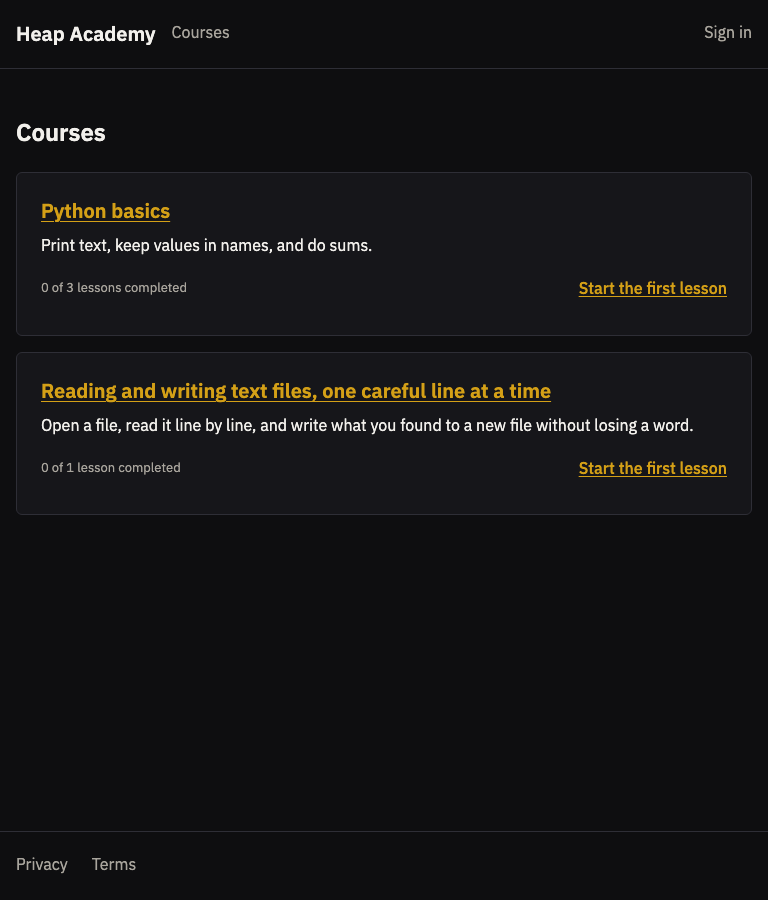 Heap Academy Courses Sign in
Courses
Python basics
Print text, keep values in names, and do sums.
0 of 3 lessons completed Start the first lesson
Reading and writing text files, one careful line at a time
Open a file, read it line by line, and write what you found to a new file without losing a word.
0 of 1 lesson completed Start the first lesson
Privacy Terms